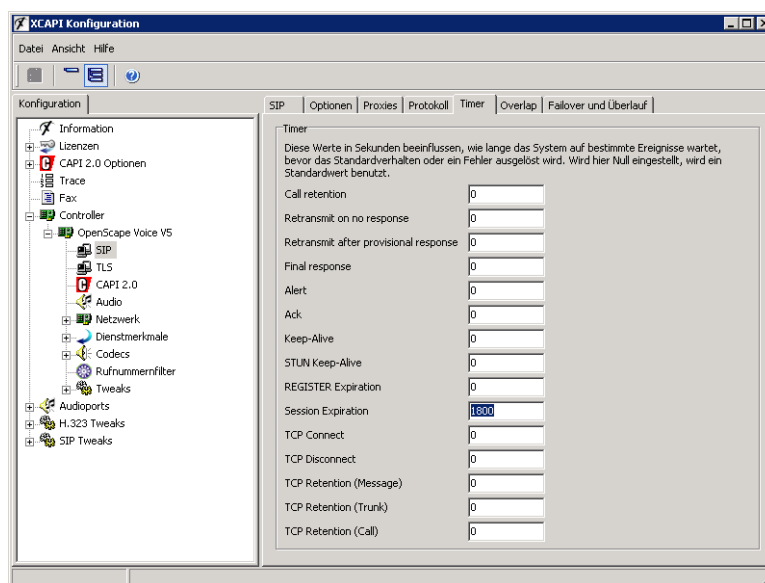 XCAPI Konfiguration
Datei Ansicht Hilfe
Konfiguration
Information
Lizenzen
CAPI 2.0 Optionen
Trace
Fax
Controller
OpenScape Voice V5
SIP
TLS
CAPI 2.0
Audio
Netzwerk
Dienstmerkmale
Codecs
Rufnummernfilter
Tweaks
Audioports
H.323 Tweaks
SIP Tweaks
SIP Optionen Proxies Protokoll Timer Overlap Failover und Überlauf
Timer
Diese Werte in Sekunden beeinflussen, wie lange das System auf bestimmte Ereignisse wartet,
bevor das Standardverhalten oder ein Fehler ausgelöst wird. Wird hier Null eingestellt, wird ein
Standardwert benutzt.
Call retention 0
Retransmit on no response 0
Retransmit after provisional response 0
Final response 0
Alert 0
Ack 0
Keep-Alive 0
STUN Keep-Alive 0
REGISTER Expiration 0
Session Expiration 1800
TCP Connect 0
TCP Disconnect 0
TCP Retention (Message) 0
TCP Retention (Trunk) 0
TCP Retention (Call) 0